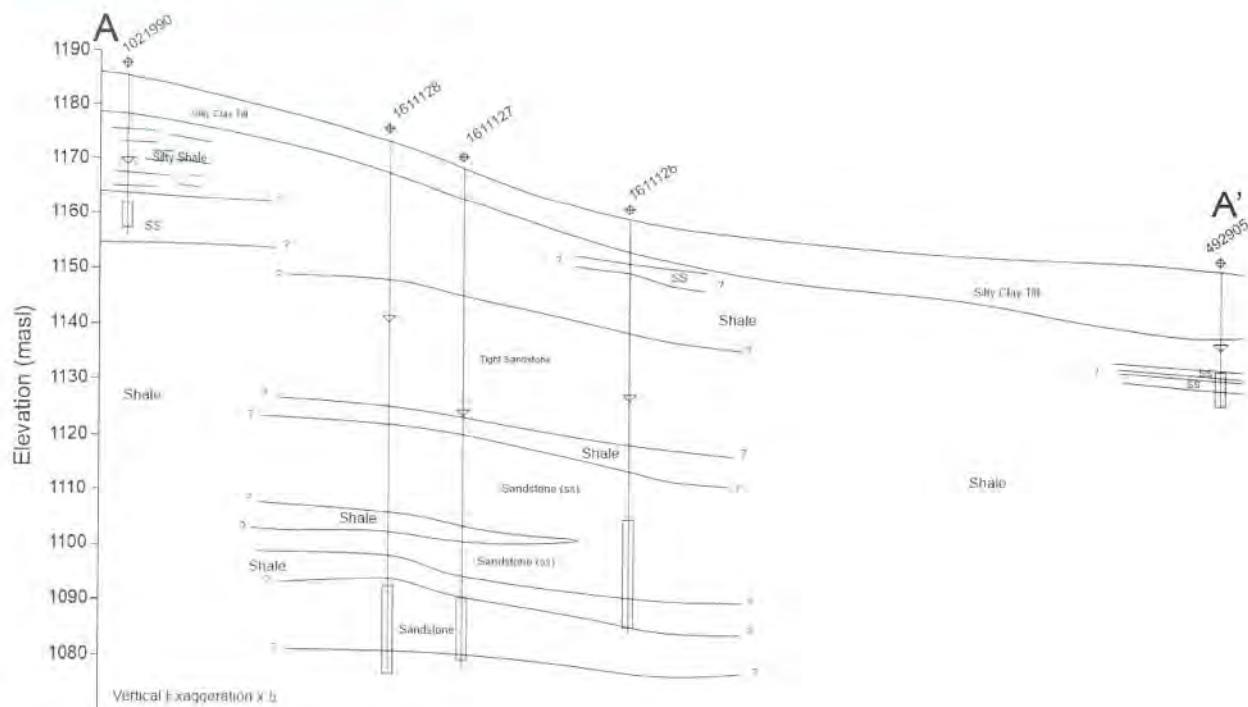 A
1021990
1190
1611128
1611127
1180
Silty Clay Till
1170
Silty Shale
1611126
A'
1160
SS
492905
?
1150
SS
?
Silty Clay Till
1140
Shale
Tight Sandstone
1130
SS
SS
Shale
Elevation (masl)
1120
?
Shale
?
1110
Sandstone (ss)
Shale
Shale
1100
Sandstone (ss)
Shale
1090
Sandstone
1080
?
Vertical Exaggeration x 5